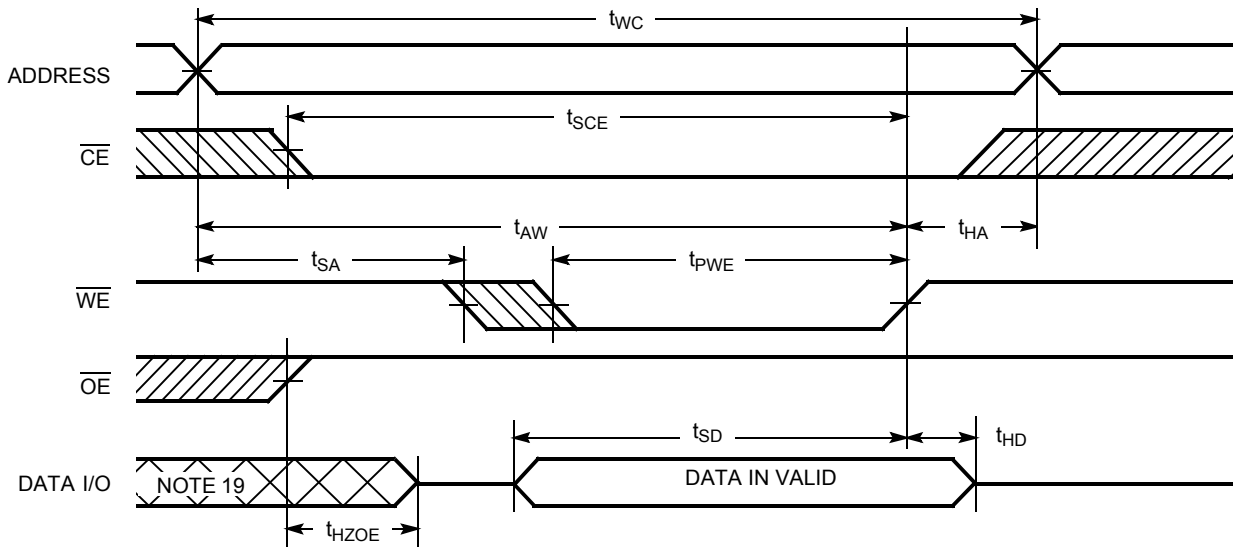 tWC
ADDRESS
tSCE
CE
tAW
tHA
tSA
tPWE
WE
OE
tSD
tHD
DATA I/O
NOTE 19
DATA IN VALID
tHZOE